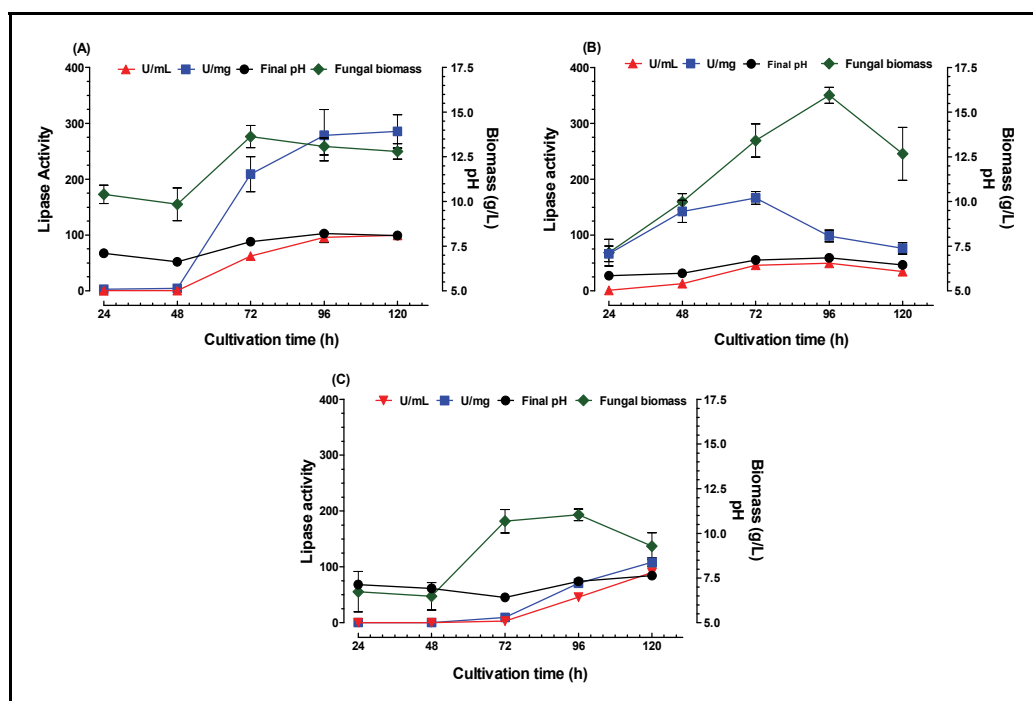 (A)
U/mL U/mg Final pH Fungal biomass
400
300
200
100
0
Lipase Activity
17.5
15.0
12.5
10.0
7.5
5.0
Biomass (g/L)
pH
24 48 72 96 120
Cultivation time (h)
(B)
U/mL U/mg Final pH Fungal biomass
400
300
200
100
0
Lipase activity
17.5
15.0
12.5
10.0
7.5
5.0
Biomass (g/L)
pH
24 48 72 96 120
Cultivation time (h)
(C)
U/mL U/mg Final pH Fungal biomass
400
300
200
100
0
Lipase activity
17.5
15.0
12.5
10.0
7.5
5.0
Biomass (g/L)
pH
24 48 72 96 120
Cultivation time (h)